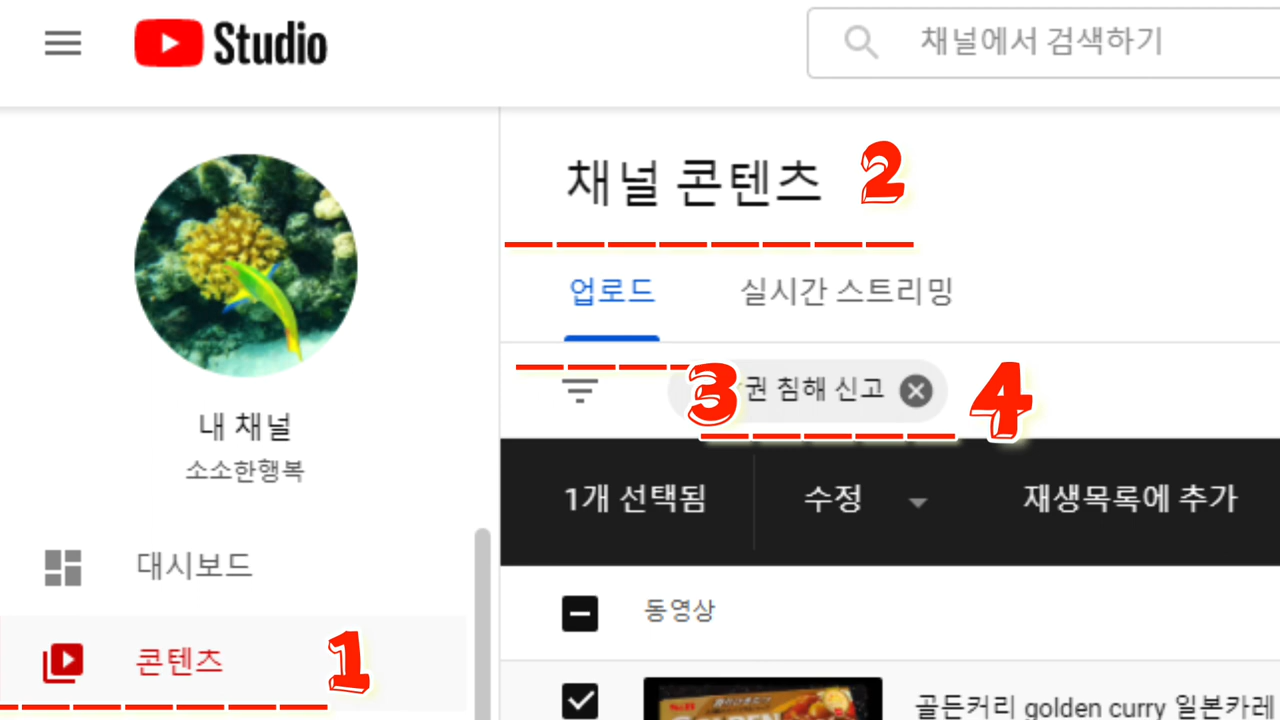 Studio
채널에서 검색하기
채널 콘텐츠 2
업로드 실시간 스트리밍
3 권 침해 신고 4
내 채널
소소한행복
1개 선택됨 수정 재생목록에 추가
대시보드
동영상
콘텐츠 1
골든커리 golden curry 일본카레
S&B